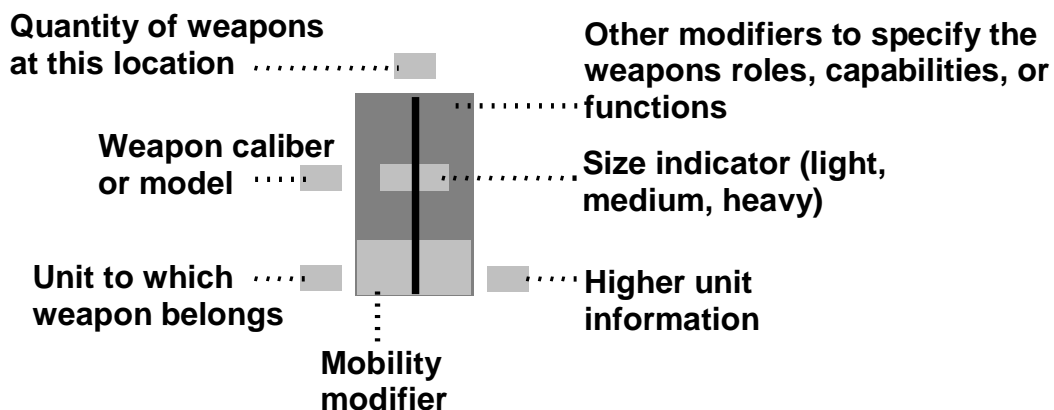 Quantity of weapons
at this location
Other modifiers to specify the
weapons roles, capabilities, or
functions
Weapon caliber
or model
Size indicator (light,
medium, heavy)
Unit to which
weapon belongs
Higher unit
information
Mobility
modifier